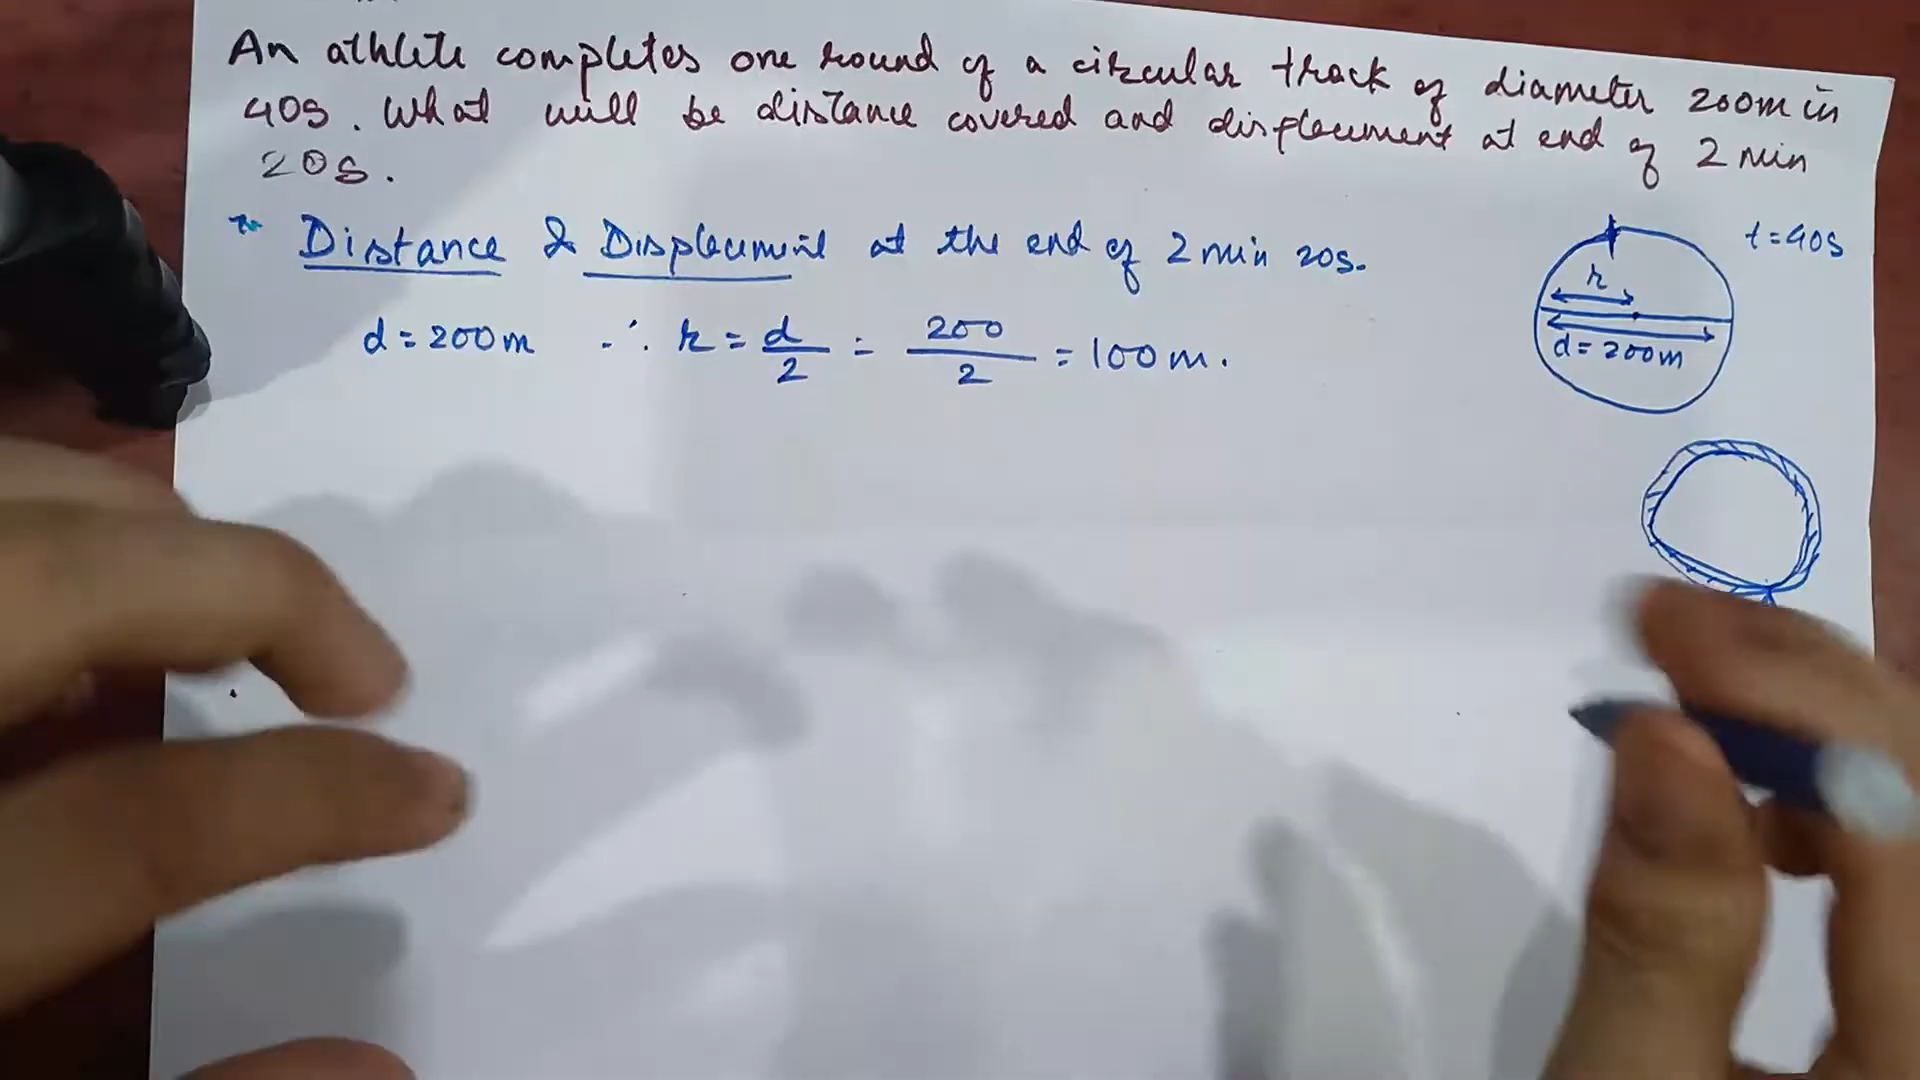 An athlete completes one round of a circular track of diameter 200m in
40s. What will be distance covered and displacement at end of 2 min
20s.
Distance & Displacement at the end of 2 min 20s.
t = 40s
r
d = 200m
d = 200m ∴ r = d/2 = 200/2 = 100m.